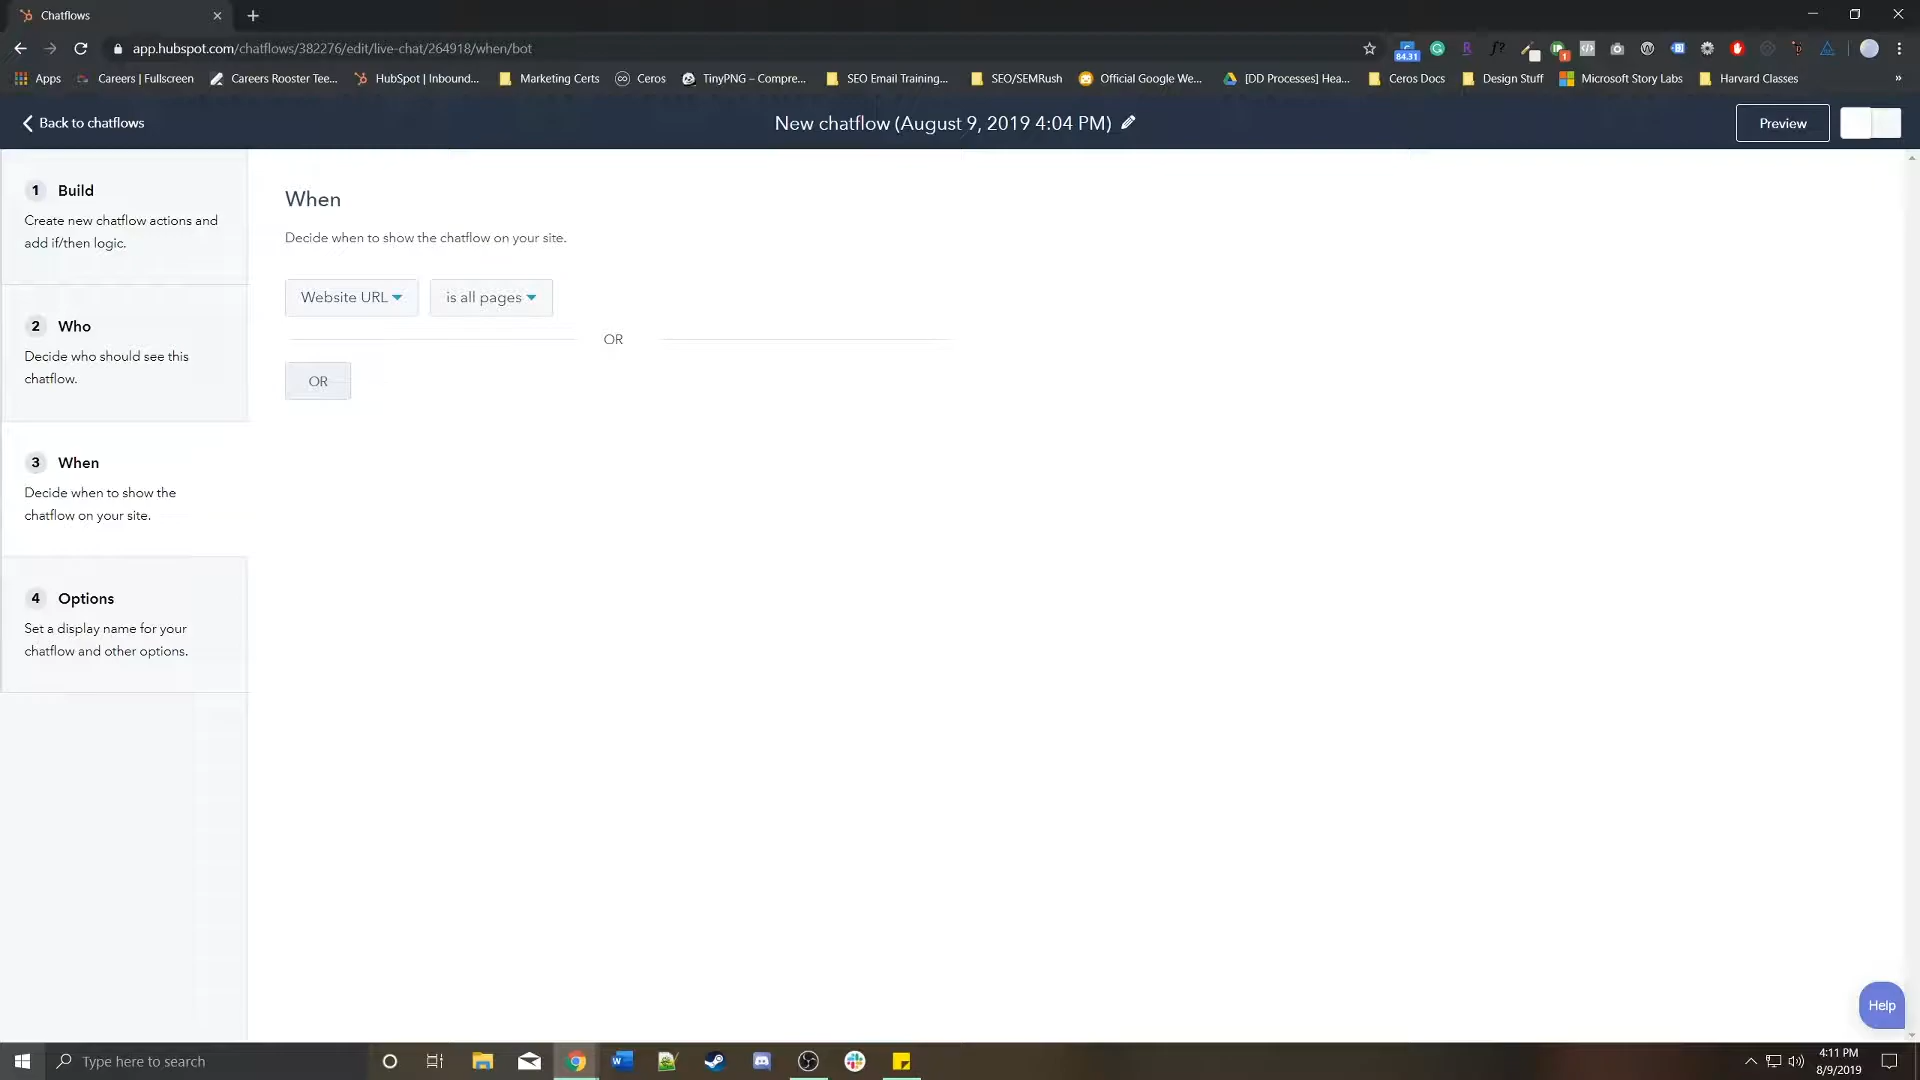 Chatflows
app.hubspot.com/chatflows/382276/edit/live-chat/264918/when/bot
84.31
1
Apps
Careers | Fullscreen
Careers Rooster Tee...
HubSpot | Inbound...
Marketing Certs
Ceros
TinyPNG – Compre...
SEO Email Training...
SEO/SEMRush
Official Google We...
[DD Processes] Hea...
Ceros Docs
Design Stuff
Microsoft Story Labs
Harvard Classes
»
Back to chatflows
New chatflow (August 9, 2019 4:04 PM)
Preview
1 Build
Create new chatflow actions and
add if/then logic.
2 Who
Decide who should see this
chatflow.
3 When
Decide when to show the
chatflow on your site.
4 Options
Set a display name for your
chatflow and other options.
When
Decide when to show the chatflow on your site.
Website URL
is all pages
OR
OR
Help
Type here to search
4:11 PM
8/9/2019